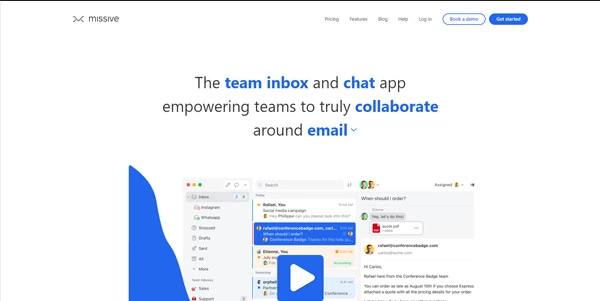 missive
Pricing Features Blog Help Log in Book a demo Get started
The team inbox and chat app
empowering teams to truly collaborate
around email
Inbox
Instagram
Whatsapp
Snoozed
Drafts
Sent
All
More
Team Inboxes
Sales
Support
Search
Today
Rafael, You
Social media campaign
Hey Philippe can you please look into this?
rafael@conferencebadge.com, carl
When should I order?
Conference Badge Thanks for the help
Etienne, You
Yesterday
Assigned
When should I order?
Hey, let's do this!
quote.pdf
rafael@conferencebadge.com
carlos@acme.com
Hi Carlos,
Rafael here from the Conference Badge team.
You can order as late as August 10th if you choose Express
attached a quote with all the pricing details for your order.